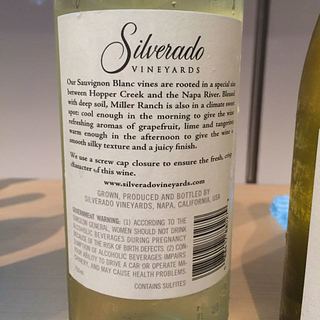 Silverado
VINEYARDS
Our Sauvignon Blanc vines are rooted in a special site
between Hopper Creek and the Napa River. Blessed
with deep soil, Miller Ranch is also in a climate sweet
spot: cool enough in the morning to give the wine
refreshing aromas of grapefruit, lime and tangerine,
warm enough in the afternoon to give the wine a
smooth silky texture and a juicy finish.
We use a screw cap closure to ensure the fresh, crisp
character of this wine.
www.silveradovineyards.com
GROWN, PRODUCED AND BOTTLED BY
SILVERADO VINEYARDS, NAPA, CALIFORNIA, USA
GOVERNMENT WARNING: (1) ACCORDING TO THE
SURGEON GENERAL, WOMEN SHOULD NOT DRINK
ALCOHOLIC BEVERAGES DURING PREGNANCY
BECAUSE OF THE RISK OF BIRTH DEFECTS. (2) CON-
SUMPTION OF ALCOHOLIC BEVERAGES IMPAIRS
YOUR ABILITY TO DRIVE A CAR OR OPERATE MA-
CHINERY, AND MAY CAUSE HEALTH PROBLEMS.
CONTAINS SULFITES